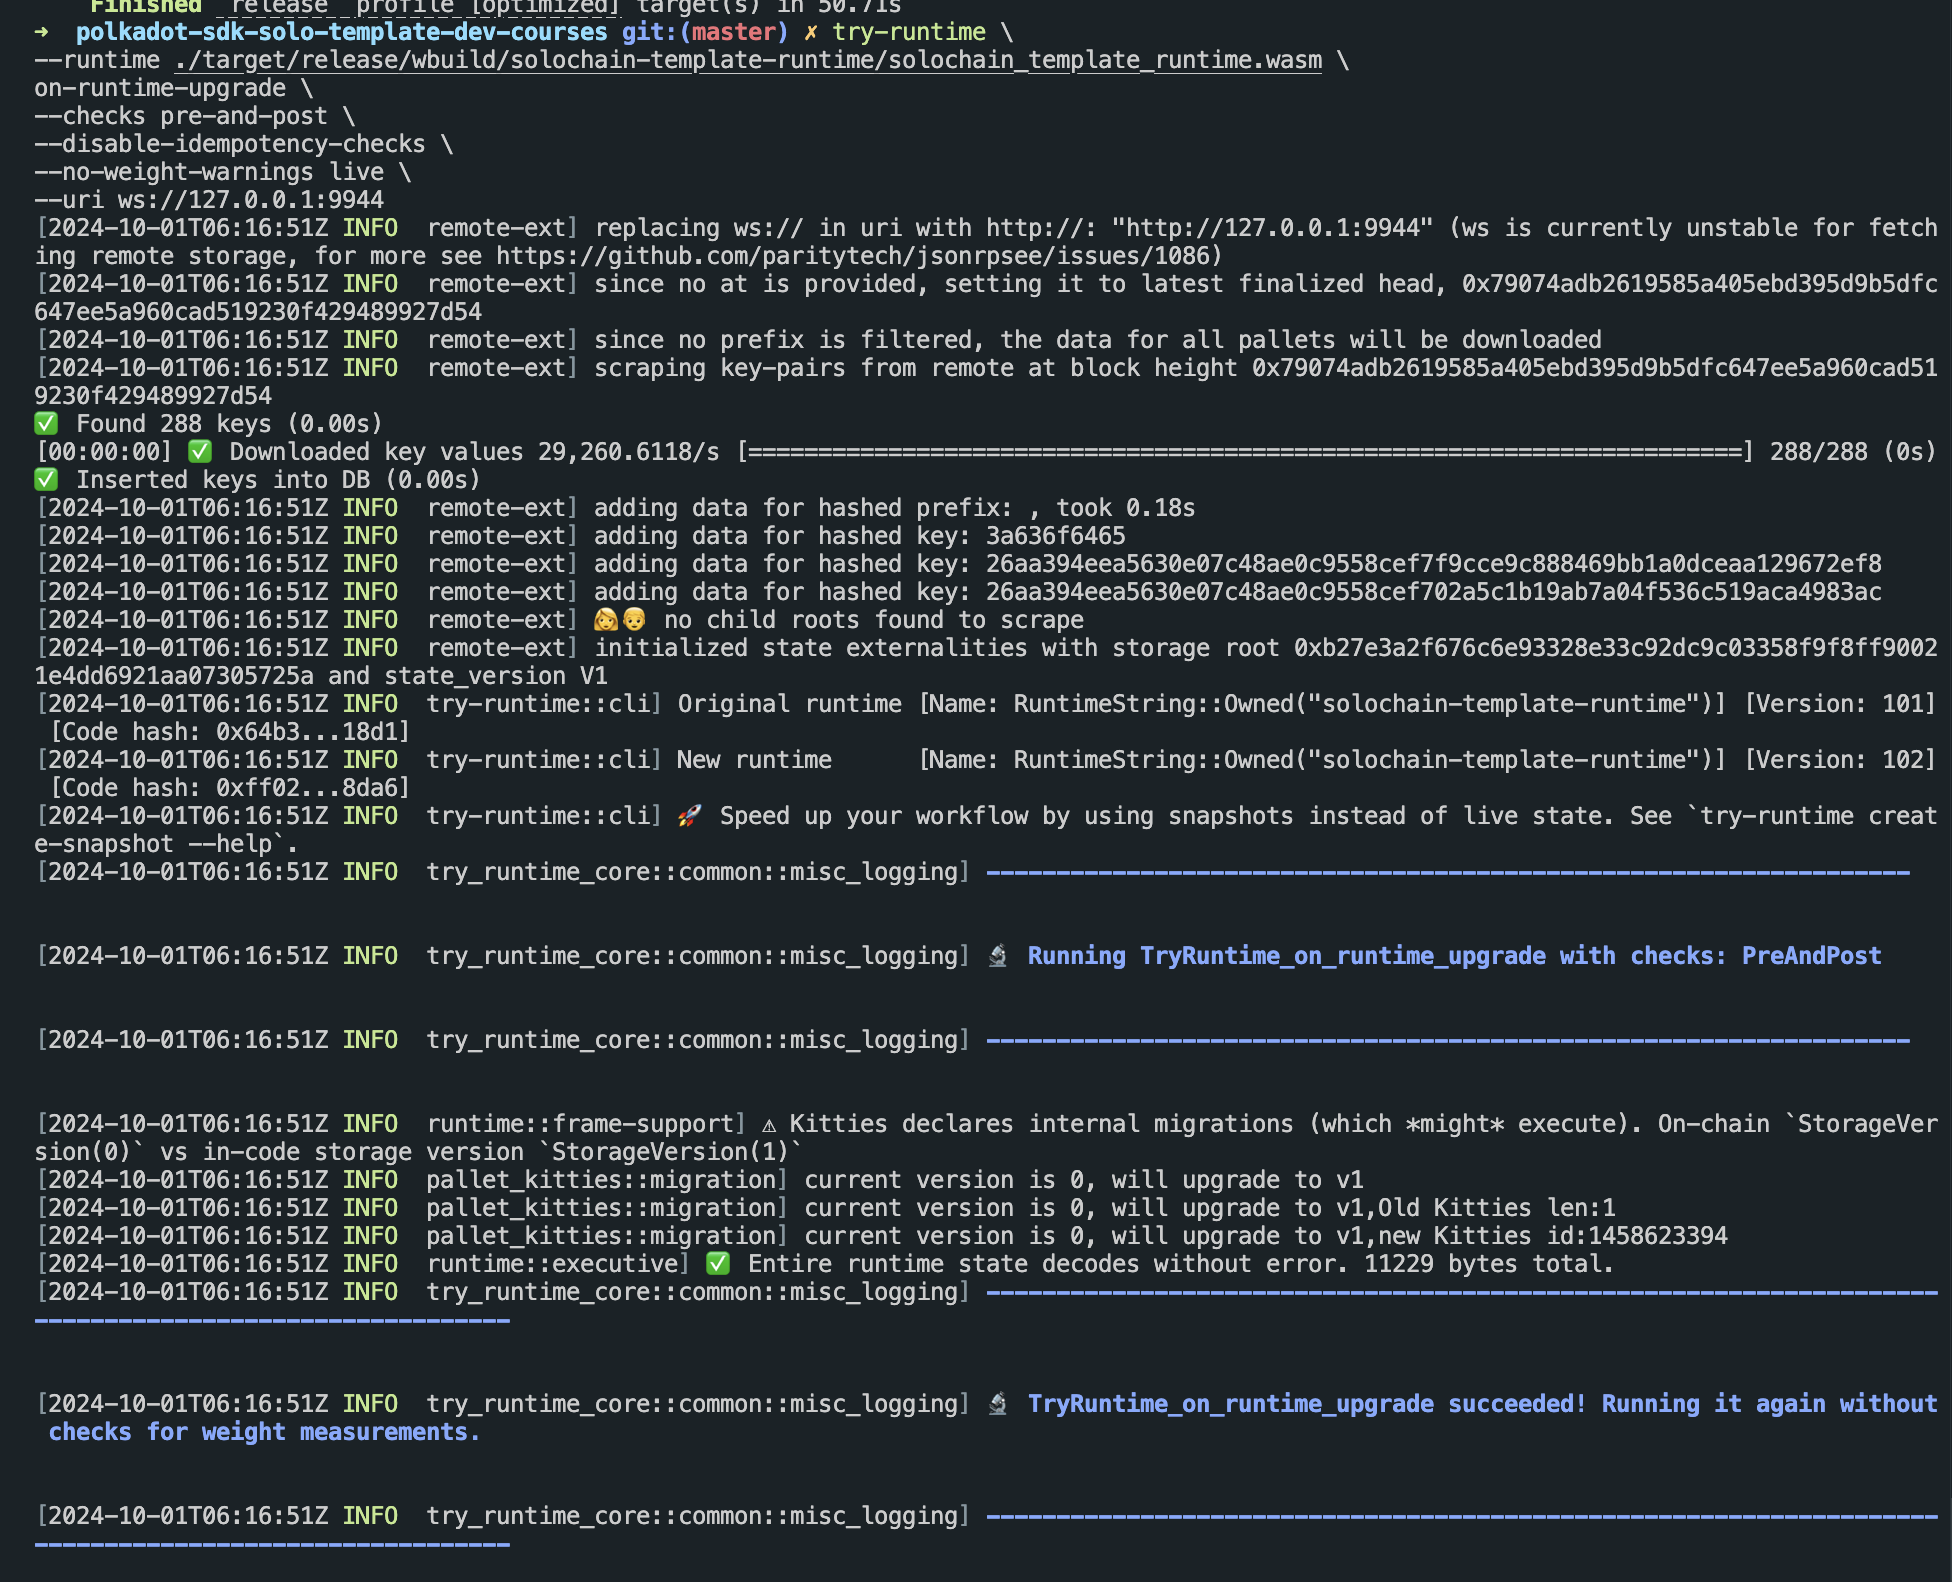 Finished `release` profile [optimized] target(s) in 50.71s
➜  polkadot-sdk-solo-template-dev-courses git:(master) ✗ try-runtime \
--runtime ./target/release/wbuild/solochain-template-runtime/solochain_template_runtime.wasm \
on-runtime-upgrade \
--checks pre-and-post \
--disable-idempotency-checks \
--no-weight-warnings live \
--uri ws://127.0.0.1:9944
[2024-10-01T06:16:51Z INFO  remote-ext] replacing ws:// in uri with http://: "http://127.0.0.1:9944" (ws is currently unstable for fetch
ing remote storage, for more see https://github.com/paritytech/jsonrpsee/issues/1086)
[2024-10-01T06:16:51Z INFO  remote-ext] since no at is provided, setting it to latest finalized head, 0x79074adb2619585a405ebd395d9b5dfc
647ee5a960cad519230f429489927d54
[2024-10-01T06:16:51Z INFO  remote-ext] since no prefix is filtered, the data for all pallets will be downloaded
[2024-10-01T06:16:51Z INFO  remote-ext] scraping key-pairs from remote at block height 0x79074adb2619585a405ebd395d9b5dfc647ee5a960cad51
9230f429489927d54
✅ Found 288 keys (0.00s)
[00:00:00] ✅ Downloaded key values 29,260.6118/s [=======================================================================] 288/288 (0s)
✅ Inserted keys into DB (0.00s)
[2024-10-01T06:16:51Z INFO  remote-ext] adding data for hashed prefix: , took 0.18s
[2024-10-01T06:16:51Z INFO  remote-ext] adding data for hashed key: 3a636f6465
[2024-10-01T06:16:51Z INFO  remote-ext] adding data for hashed key: 26aa394eea5630e07c48ae0c9558cef7f9cce9c888469bb1a0dceaa129672ef8
[2024-10-01T06:16:51Z INFO  remote-ext] adding data for hashed key: 26aa394eea5630e07c48ae0c9558cef702a5c1b19ab7a04f536c519aca4983ac
[2024-10-01T06:16:51Z INFO  remote-ext] 👩👦 no child roots found to scrape
[2024-10-01T06:16:51Z INFO  remote-ext] initialized state externalities with storage root 0xb27e3a2f676c6e93328e33c92dc9c03358f9f8ff9002
1e4dd6921aa07305725a and state_version V1
[2024-10-01T06:16:51Z INFO  try-runtime::cli] Original runtime [Name: RuntimeString::Owned("solochain-template-runtime")] [Version: 101]
[Code hash: 0x64b3...18d1]
[2024-10-01T06:16:51Z INFO  try-runtime::cli] New runtime      [Name: RuntimeString::Owned("solochain-template-runtime")] [Version: 102]
[Code hash: 0xff02...8da6]
[2024-10-01T06:16:51Z INFO  try-runtime::cli] 🚀 Speed up your workflow by using snapshots instead of live state. See `try-runtime creat
e-snapshot --help`.
[2024-10-01T06:16:51Z INFO  try_runtime_core::common::misc_logging] ------------------------------------------------------------------
[2024-10-01T06:16:51Z INFO  try_runtime_core::common::misc_logging] 🔬 Running TryRuntime_on_runtime_upgrade with checks: PreAndPost
[2024-10-01T06:16:51Z INFO  try_runtime_core::common::misc_logging] ------------------------------------------------------------------
[2024-10-01T06:16:51Z INFO  runtime::frame-support] ⚠ Kitties declares internal migrations (which *might* execute). On-chain `StorageVer
sion(0)` vs in-code storage version `StorageVersion(1)`
[2024-10-01T06:16:51Z INFO  pallet_kitties::migration] current version is 0, will upgrade to v1
[2024-10-01T06:16:51Z INFO  pallet_kitties::migration] current version is 0, will upgrade to v1,Old Kitties len:1
[2024-10-01T06:16:51Z INFO  pallet_kitties::migration] current version is 0, will upgrade to v1,new Kitties id:1458623394
[2024-10-01T06:16:51Z INFO  runtime::executive] ✅ Entire runtime state decodes without error. 11229 bytes total.
[2024-10-01T06:16:51Z INFO  try_runtime_core::common::misc_logging] --------------------------------------------------------------------
----------------------------------
[2024-10-01T06:16:51Z INFO  try_runtime_core::common::misc_logging] 🔬 TryRuntime_on_runtime_upgrade succeeded! Running it again without
checks for weight measurements.
[2024-10-01T06:16:51Z INFO  try_runtime_core::common::misc_logging] --------------------------------------------------------------------
----------------------------------